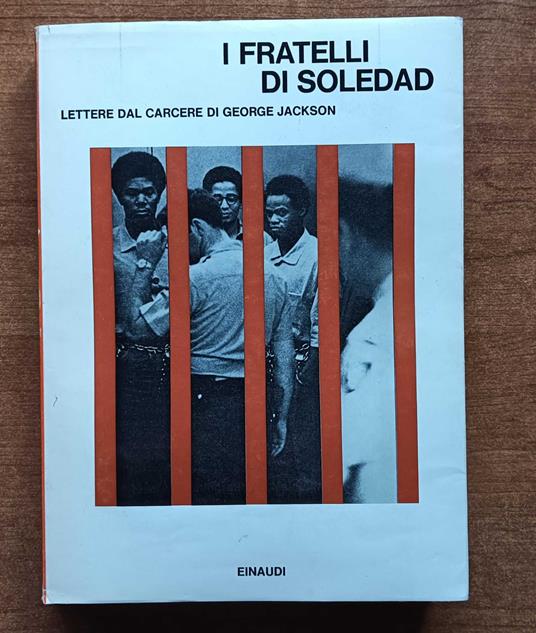 I FRATELLI
DI SOLEDAD
LETTERE DAL CARCERE DI GEORGE JACKSON
EINAUDI